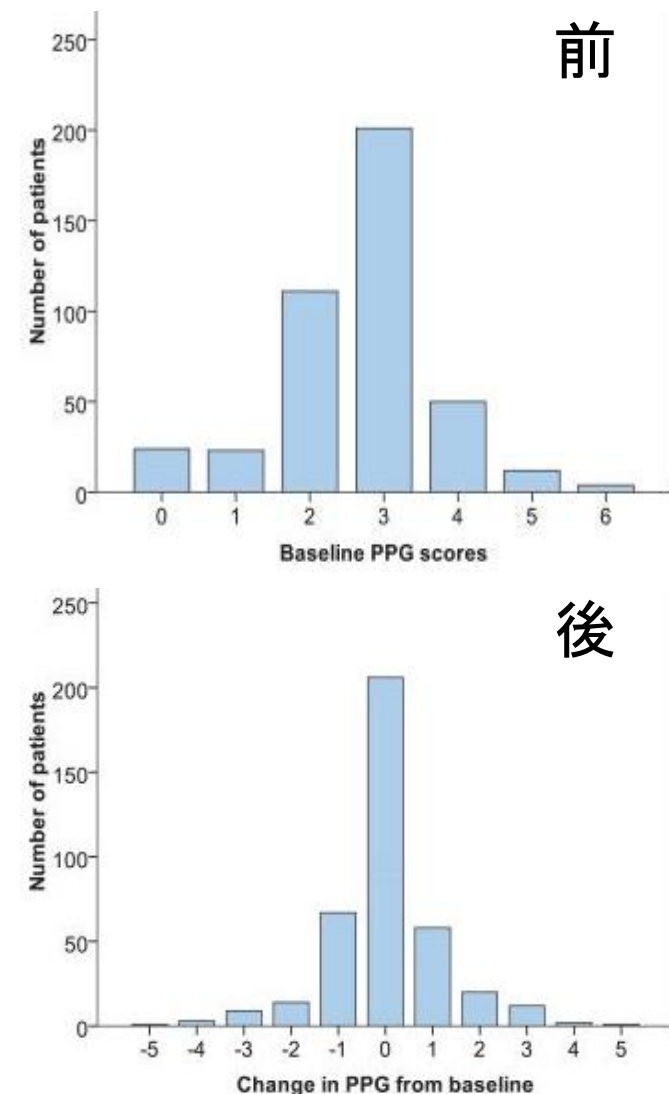 前
Number of patients
250
200
150
100
50
0
0 1 2 3 4 5 6
Baseline PPG scores
後
Number of patients
250
200
150
100
50
0
-5 -4 -3 -2 -1 0 1 2 3 4 5
Change in PPG from baseline